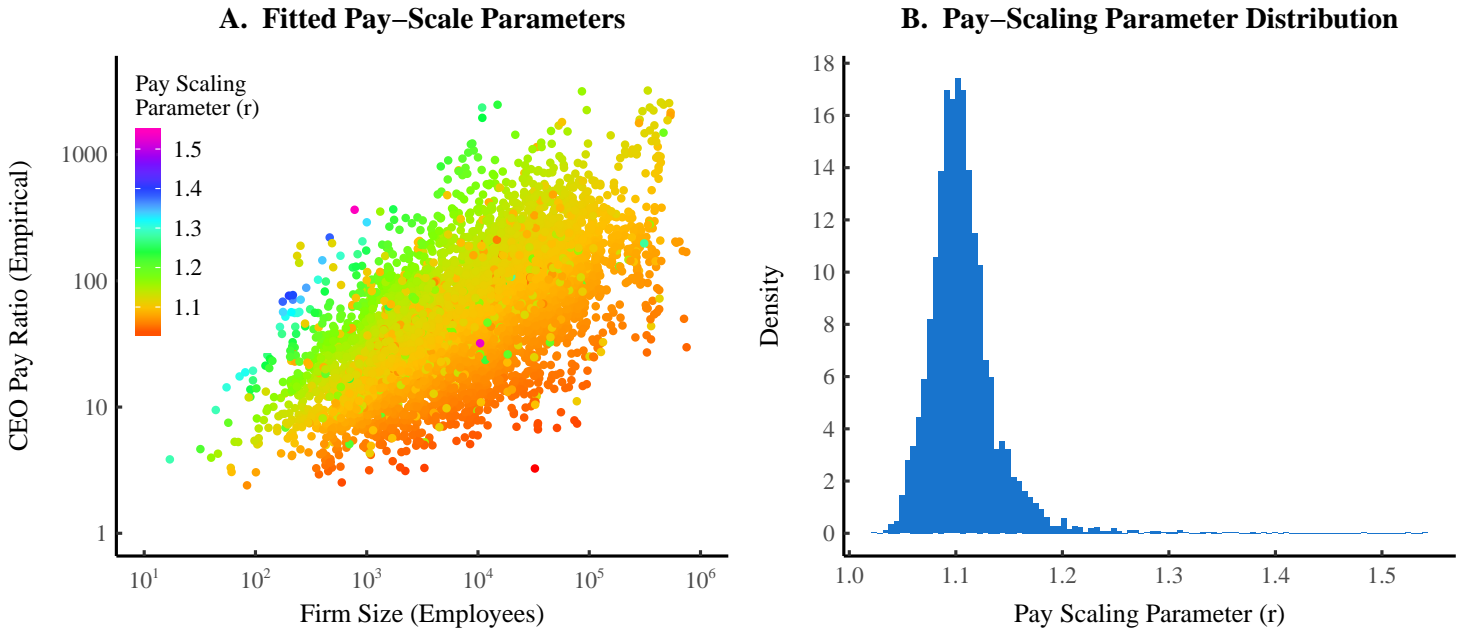 A. Fitted Pay−Scale Parameters
Pay Scaling
Parameter (r)
1.5
1.4
1.3
1.2
1.1
CEO Pay Ratio (Empirical)
1000
100
10
1
10¹ 10² 10³ 10⁴ 10⁵ 10⁶
Firm Size (Employees)
B. Pay−Scaling Parameter Distribution
Density
18
16
14
12
10
8
6
4
2
0
1.0 1.1 1.2 1.3 1.4 1.5
Pay Scaling Parameter (r)